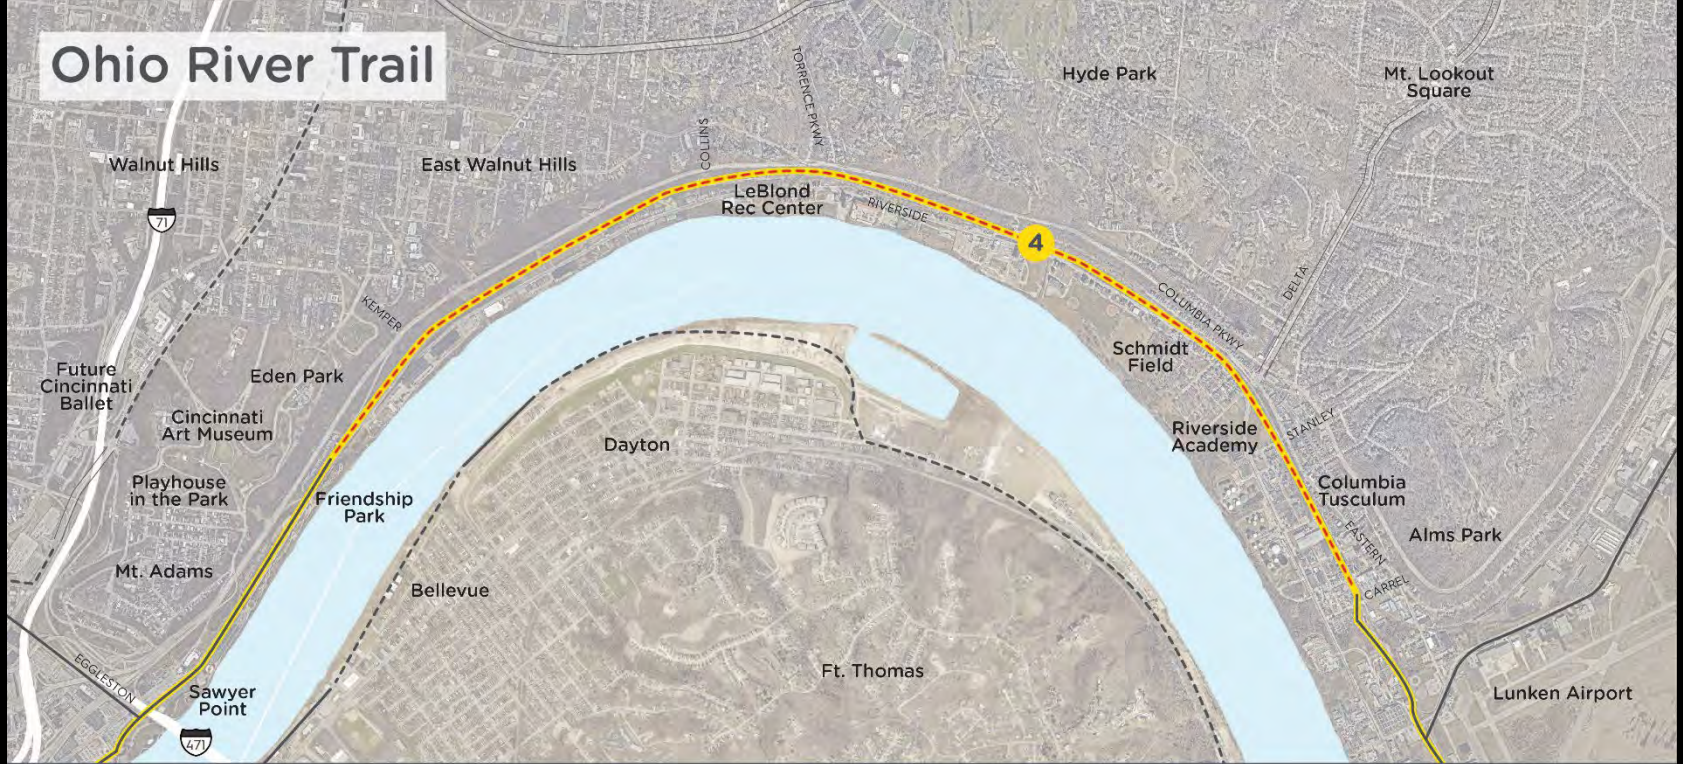 Ohio River Trail
Hyde Park
Mt. Lookout
Square
TORRENCE PKWY
COLLINS
Walnut Hills
East Walnut Hills
71
LeBlond
Rec Center
RIVERSIDE
4
COLUMBIA PKWY
DELTA
KEMPER
Schmidt
Field
Future
Cincinnati
Ballet
Eden Park
Cincinnati
Art Museum
Dayton
Riverside
Academy
STANLEY
Playhouse
in the Park
Friendship
Park
Columbia
Tusculum
EASTERN
Alms Park
Mt. Adams
Bellevue
CARREL
EGGLESTON
Sawyer
Point
Ft. Thomas
Lunken Airport
471